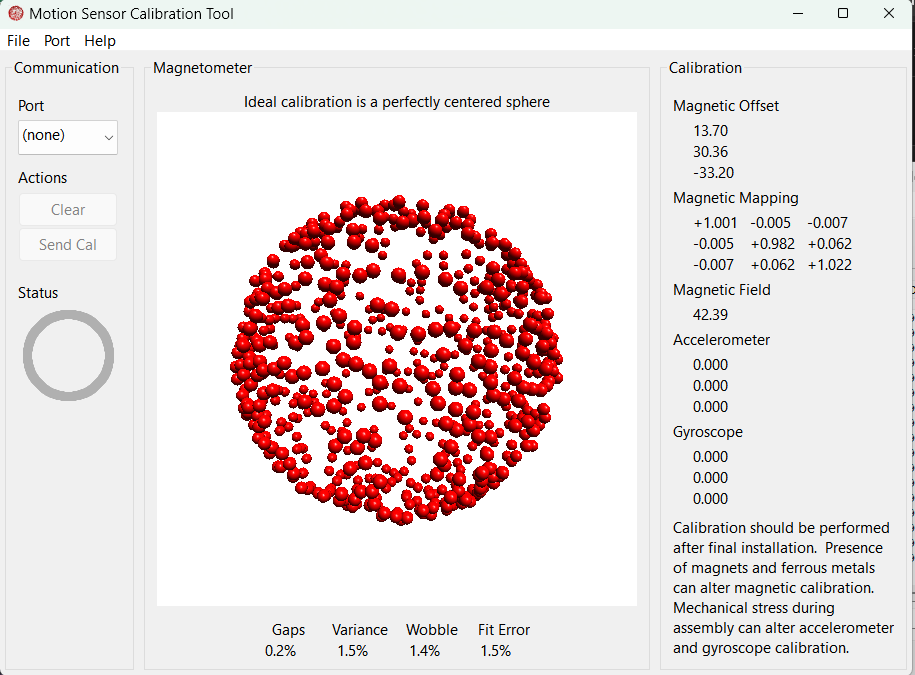 Motion Sensor Calibration Tool
File Port Help
Communication
Port
(none)
Actions
Clear
Send Cal
Status
Magnetometer
Ideal calibration is a perfectly centered sphere
Gaps Variance Wobble Fit Error
0.2% 1.5% 1.4% 1.5%
Calibration
Magnetic Offset
13.70
30.36
-33.20
Magnetic Mapping
+1.001 -0.005 -0.007
-0.005 +0.982 +0.062
-0.007 +0.062 +1.022
Magnetic Field
42.39
Accelerometer
0.000
0.000
0.000
Gyroscope
0.000
0.000
0.000
Calibration should be performed
after final installation. Presence
of magnets and ferrous metals
can alter magnetic calibration.
Mechanical stress during
assembly can alter accelerometer
and gyroscope calibration.